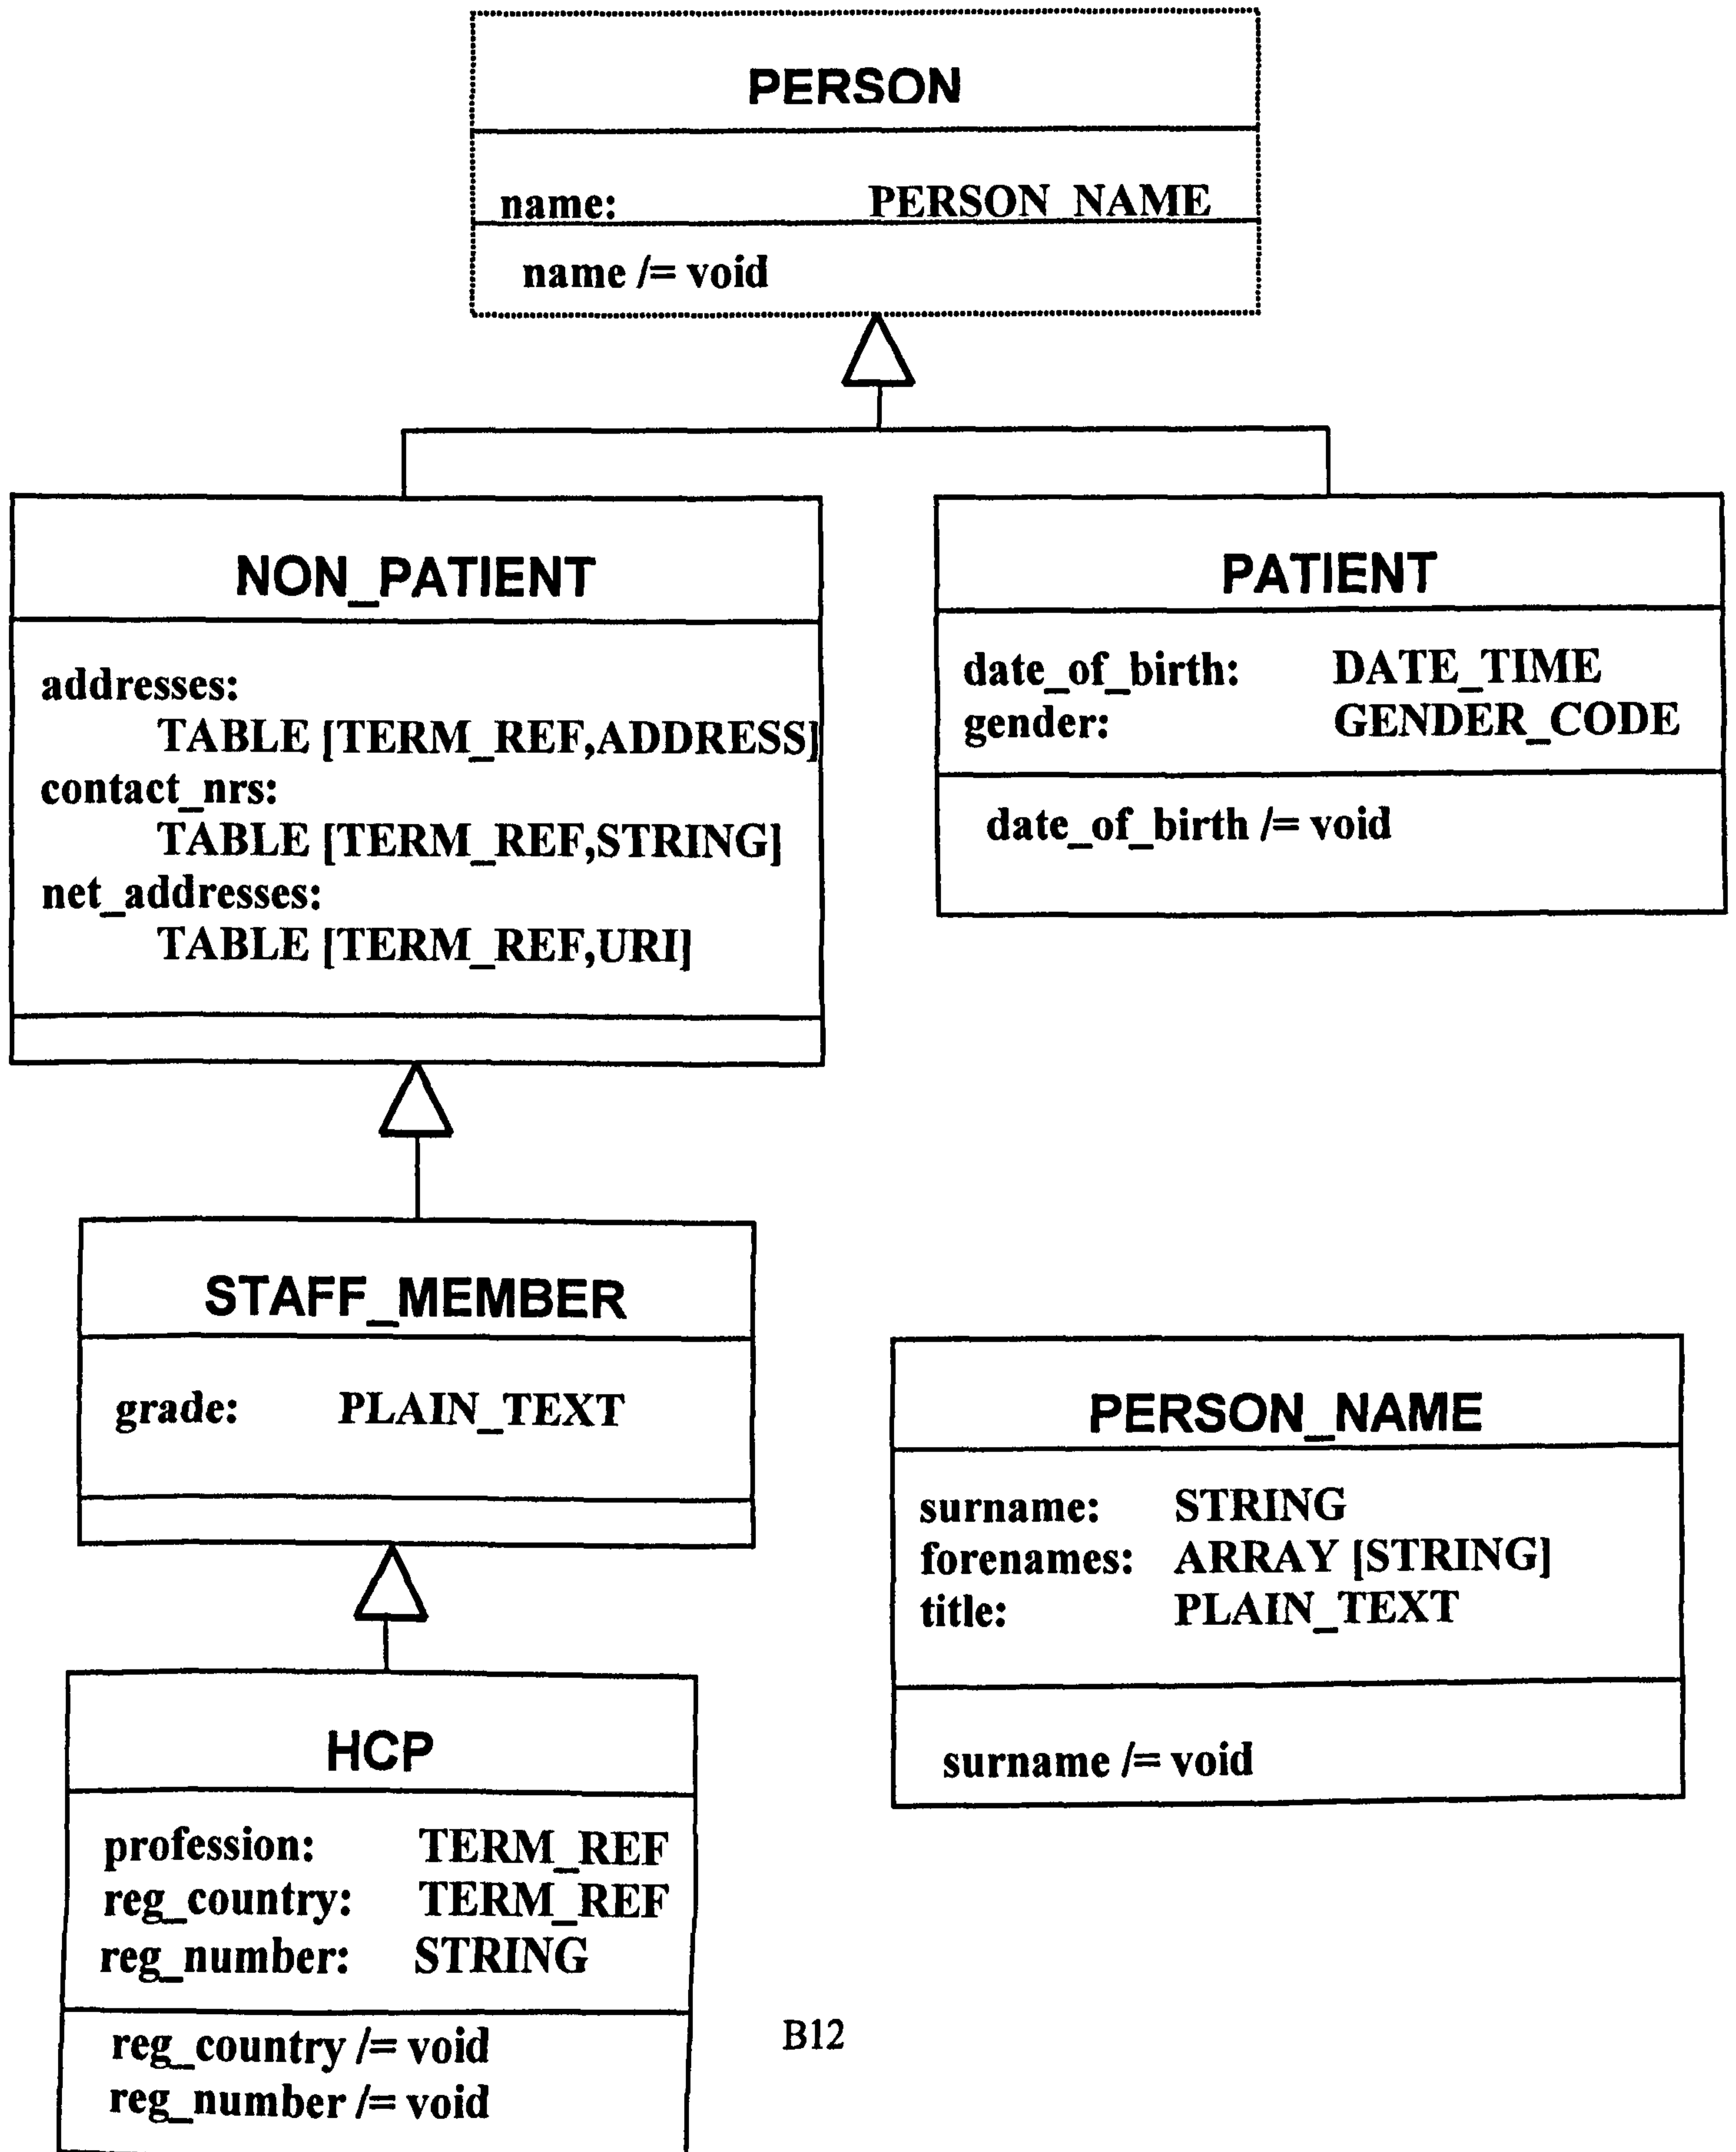 PERSON
name: PERSON_NAME
name /= void
NON_PATIENT
addresses:
TABLE [TERM_REF,ADDRESS]
contact_nrs:
TABLE [TERM_REF,STRING]
net_addresses:
TABLE [TERM_REF,URI]
PATIENT
date_of_birth: DATE_TIME
gender: GENDER_CODE
date_of_birth /= void
STAFF_MEMBER
grade: PLAIN_TEXT
PERSON_NAME
surname: STRING
forenames: ARRAY [STRING]
title: PLAIN_TEXT
surname /= void
HCP
profession: TERM_REF
reg_country: TERM_REF
reg_number: STRING
reg_country /= void
reg_number /= void
B12